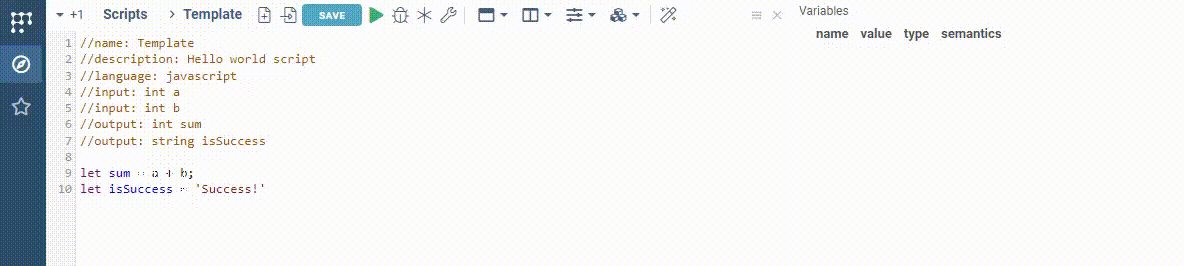 +1 Scripts > Template SAVE
Variables
name value type semantics
1 //name: Template
2 //description: Hello world script
3 //language: javascript
4 //input: int a
5 //input: int b
6 //output: int sum
7 //output: string isSuccess
8
9 let sum = a + b;
10 let isSuccess = 'Success!'